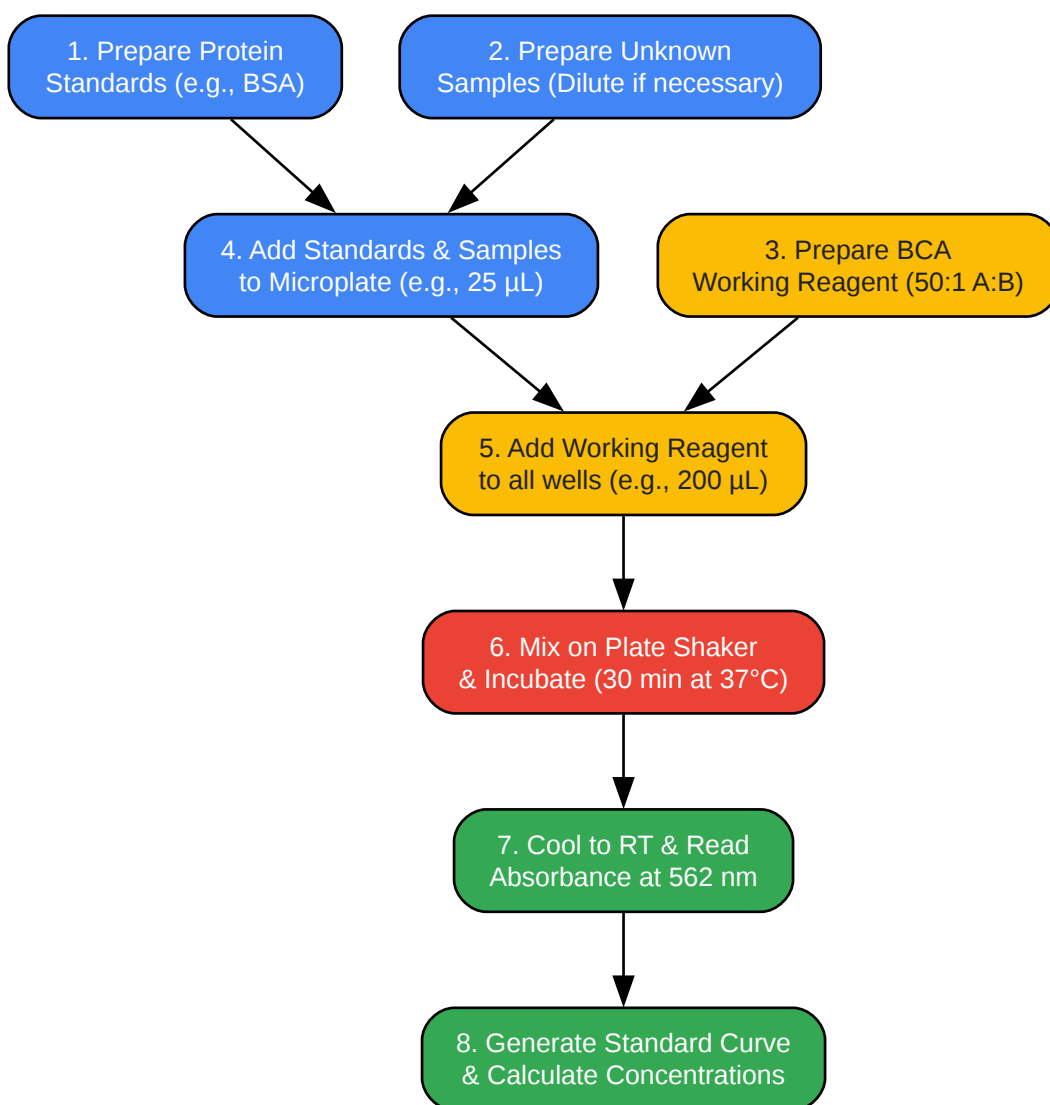 1. Prepare Protein
Standards (e.g., BSA)
2. Prepare Unknown
Samples (Dilute if necessary)
4. Add Standards & Samples
to Microplate (e.g., 25 µL)
3. Prepare BCA
Working Reagent (50:1 A:B)
5. Add Working Reagent
to all wells (e.g., 200 µL)
6. Mix on Plate Shaker
& Incubate (30 min at 37°C)
7. Cool to RT & Read
Absorbance at 562 nm
8. Generate Standard Curve
& Calculate Concentrations